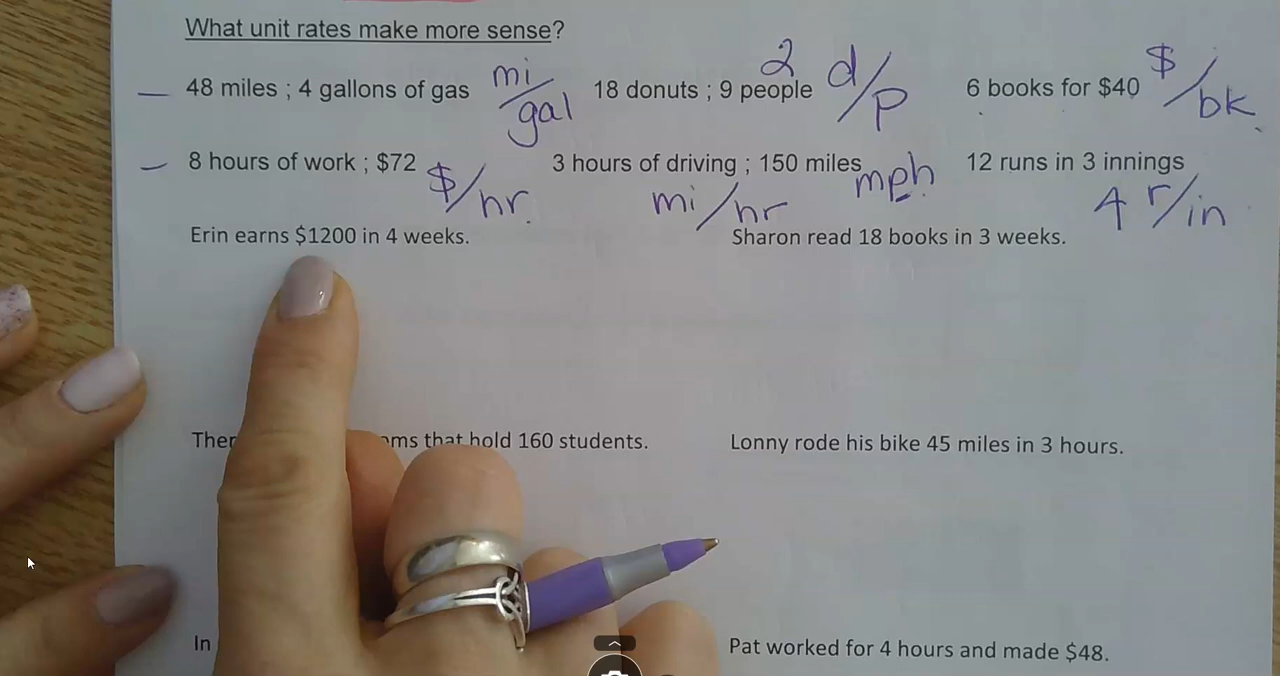 What unit rates make more sense?
48 miles ; 4 gallons of gas mi/gal 18 donuts ; 9 people 2 d/p 6 books for $40 $/bk.
8 hours of work ; $72 $/hr. 3 hours of driving ; 150 miles mi/hr mph 12 runs in 3 innings 4 r/in
Erin earns $1200 in 4 weeks. Sharon read 18 books in 3 weeks.
that hold 160 students. Lonny rode his bike 45 miles in 3 hours.
In Pat worked for 4 hours and made $48.